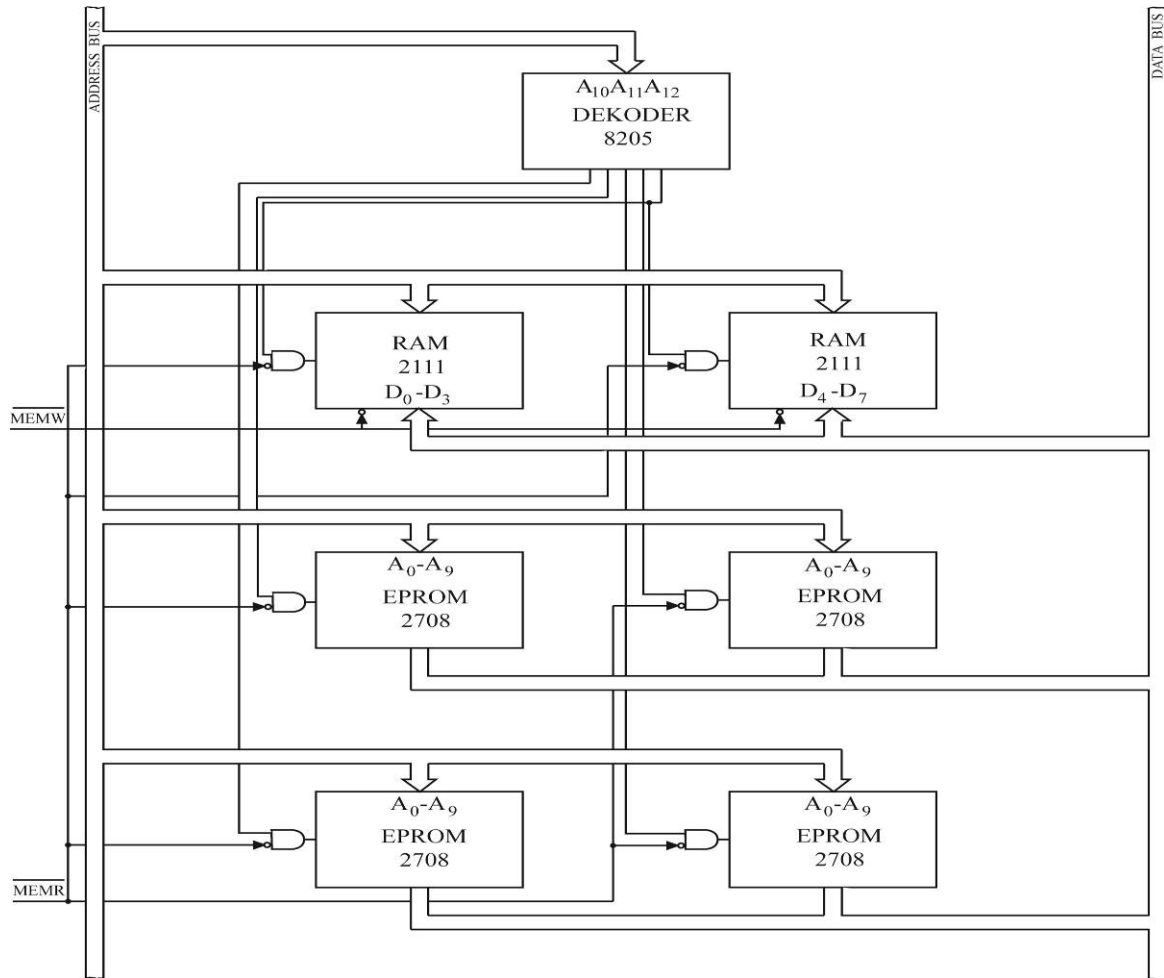 ADDRESS BUS
DATA BUS
A₁₀A₁₁A₁₂
DEKODER
8205
RAM
2111
D₀-D₃
RAM
2111
D₄-D₇
MEMW
A₀-A₉
EPROM
2708
A₀-A₉
EPROM
2708
A₀-A₉
EPROM
2708
A₀-A₉
EPROM
2708
MEMR